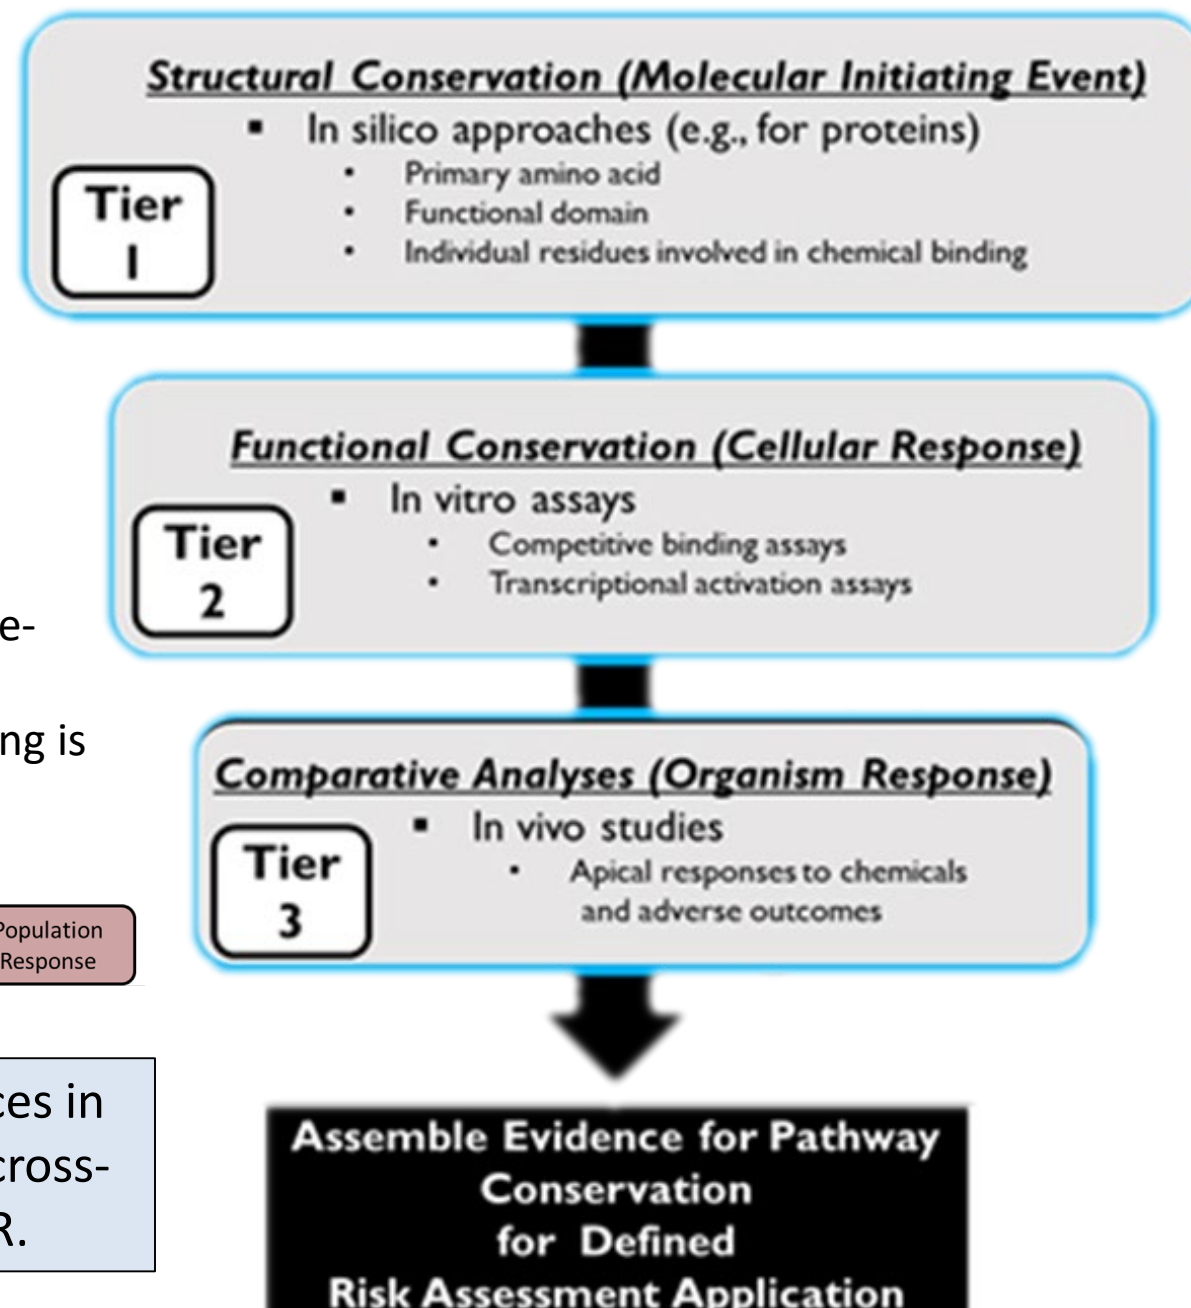 Structural Conservation (Molecular Initiating Event)
▪ In silico approaches (e.g., for proteins)
• Primary amino acid
• Functional domain
• Individual residues involved in chemical binding
Tier
1
Functional Conservation (Cellular Response)
▪ In vitro assays
• Competitive binding assays
• Transcriptional activation assays
Tier
2
e-
ng is
Comparative Analyses (Organism Response)
▪ In vivo studies
• Apical responses to chemicals
and adverse outcomes
Tier
3
Population
Response
ces in
cross-
R.
Assemble Evidence for Pathway
Conservation
for Defined
Risk Assessment Application